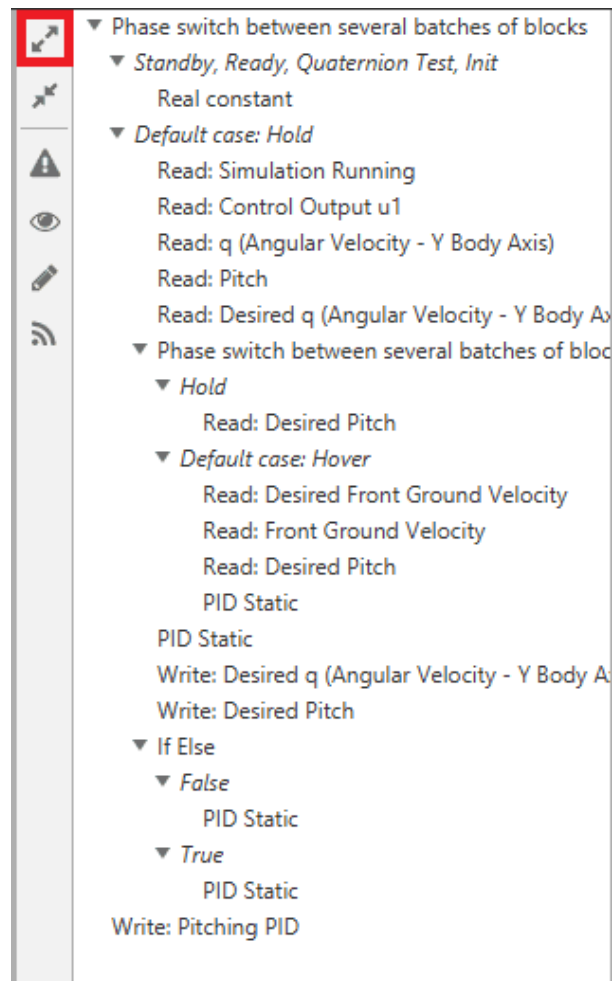 Phase switch between several batches of blocks
Standby, Ready, Quaternion Test, Init
Real constant
Default case: Hold
Read: Simulation Running
Read: Control Output u1
Read: q (Angular Velocity - Y Body Axis)
Read: Pitch
Read: Desired q (Angular Velocity - Y Body Ax
Phase switch between several batches of bloc
Hold
Read: Desired Pitch
Default case: Hover
Read: Desired Front Ground Velocity
Read: Front Ground Velocity
Read: Desired Pitch
PID Static
PID Static
Write: Desired q (Angular Velocity - Y Body A
Write: Desired Pitch
If Else
False
PID Static
True
PID Static
Write: Pitching PID